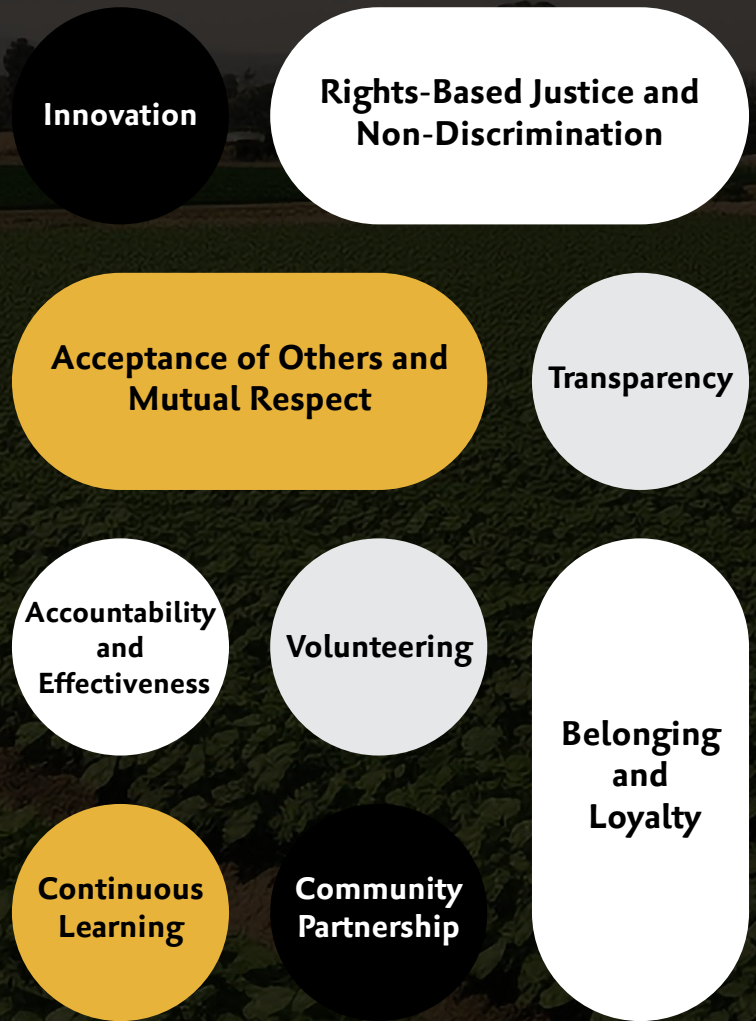 Innovation
Rights-Based Justice and
Non-Discrimination
Acceptance of Others and
Mutual Respect
Transparency
Accountability
and
Effectiveness
Volunteering
Belonging
and
Loyalty
Continuous
Learning
Community
Partnership